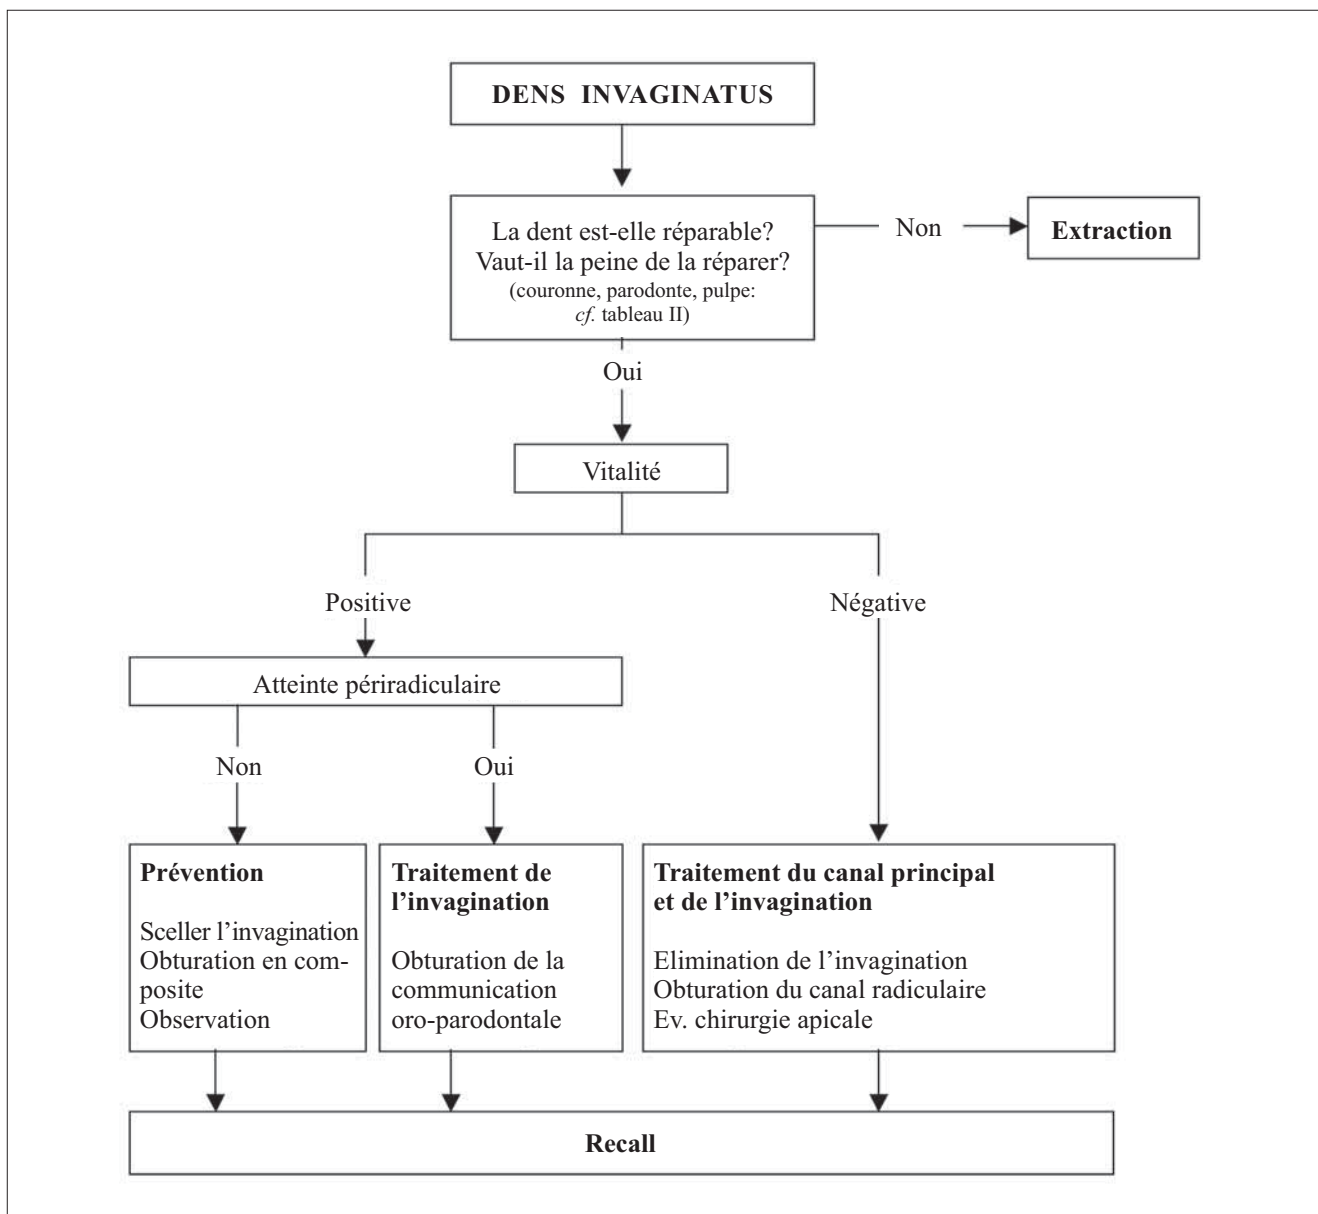 DENS INVAGINATUS
La dent est-elle réparable?
Vaut-il la peine de la réparer?
(couronne, parodonte, pulpe:
cf. tableau II)
Non
Extraction
Oui
Vitalité
Positive
Négative
Atteinte périradiculaire
Non
Oui
Prévention
Sceller l’invagination
Obturation en com-
posite
Observation
Traitement de
l’invagination
Obturation de la
communication
oro-parodontale
Traitement du canal principal
et de l’invagination
Elimination de l’invagination
Obturation du canal radiculaire
Ev. chirurgie apicale
Recall